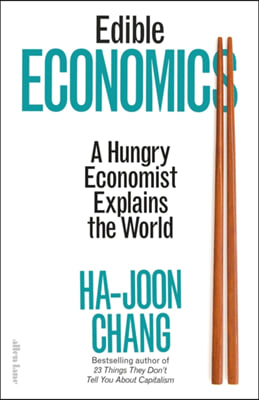 Edible
ECONOMICS
A Hungry
Economist
Explains
the World
HA-JOON
CHANG
Bestselling author of
23 Things They Don't
Tell You About Capitalism
allen lane